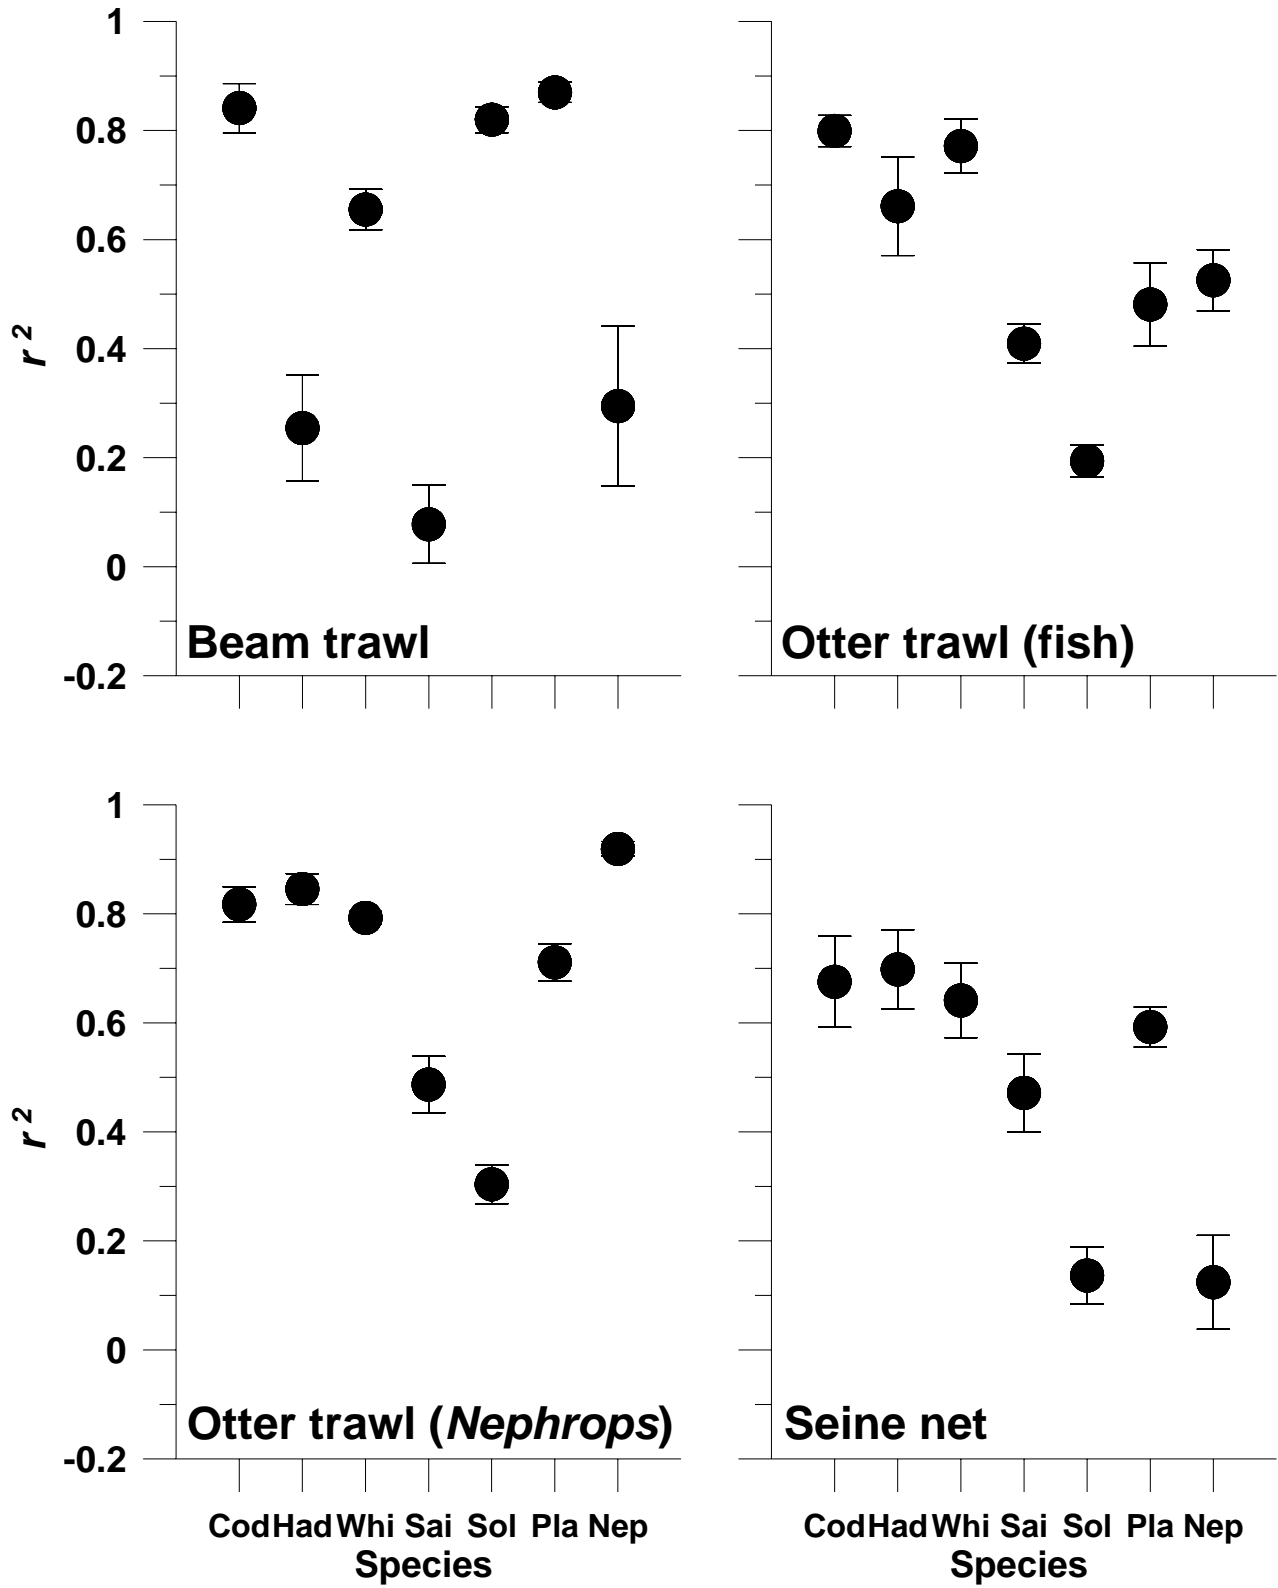 1
0.8
0.6
0.4
0.2
0
-0.2
r 2
Beam trawl
Otter trawl (fish)
1
0.8
0.6
0.4
0.2
0
-0.2
r 2
Otter trawl (Nephrops)
Seine net
Cod Had Whi Sai Sol Pla Nep
Species
Cod Had Whi Sai Sol Pla Nep
Species